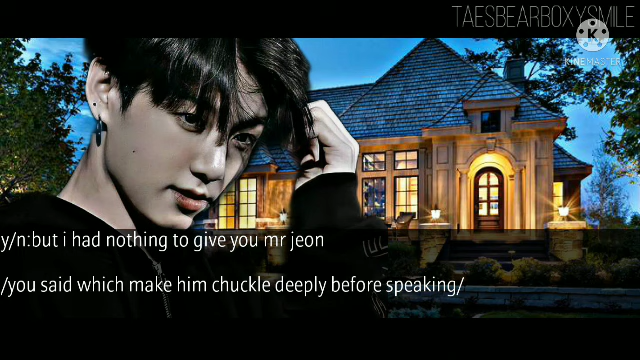 TAESBEARBOXYSMILE
K
KINEMASTER
y/n:but i had nothing to give you mr jeon
/you said which make him chuckle deeply before speaking/